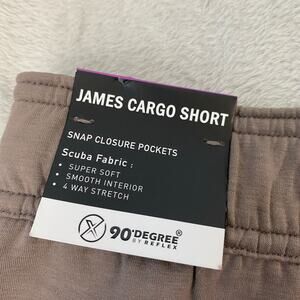 JAMES CARGO SHORT
SNAP CLOSURE POCKETS
Scuba Fabric :
• SUPER SOFT
• SMOOTH INTERIOR
• 4 WAY STRETCH
X 90°DEGREE
BY REFLEX